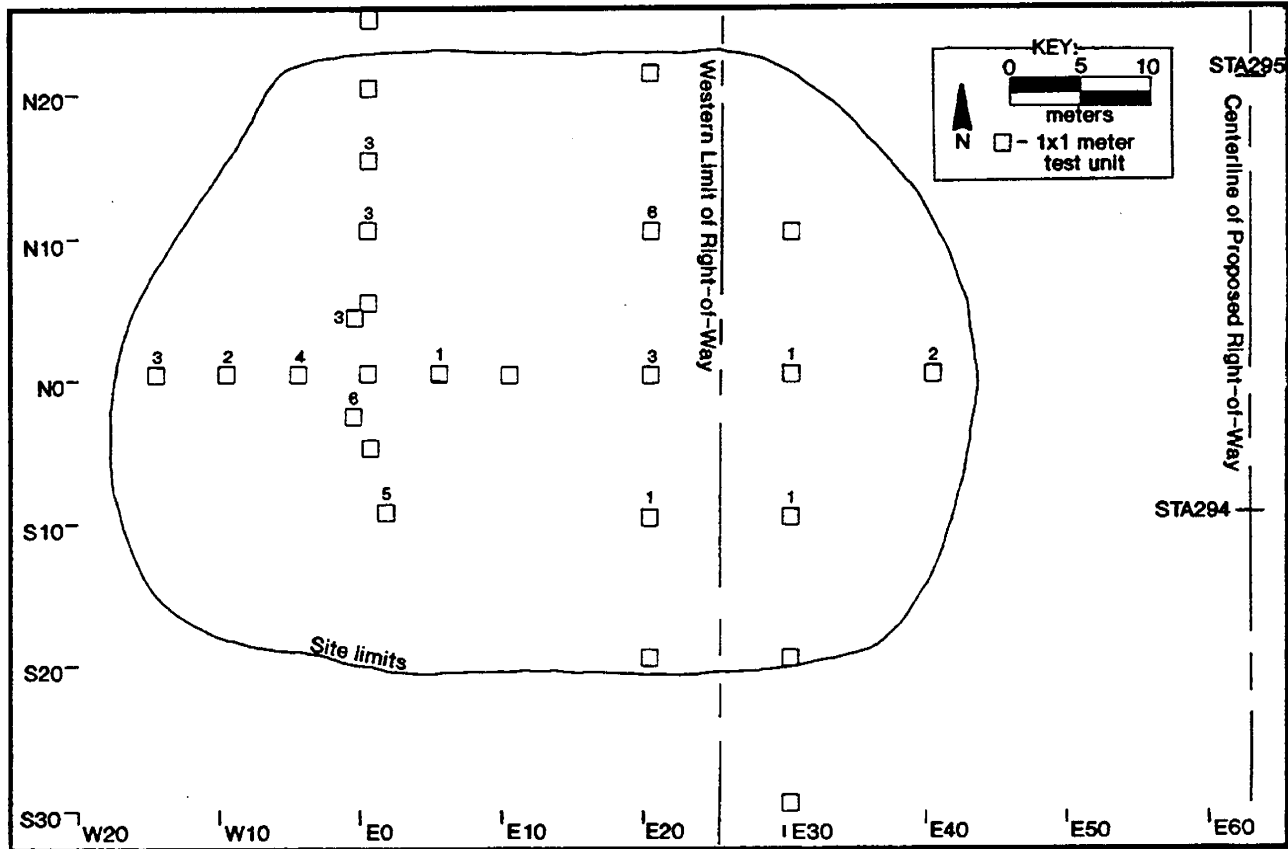 KEY:
0 5 10
meters
N
□ - 1x1 meter
test unit
STA295
Western Limit of Right-of-Way
Centerline of Proposed Right-of-Way
N20
3
3
6
N10
3
3
2
4
1
3
1
2
N0
6
5
1
1
STA294
S10
Site limits
S20
S30
W20
W10
E0
E10
E20
E30
E40
E50
E60